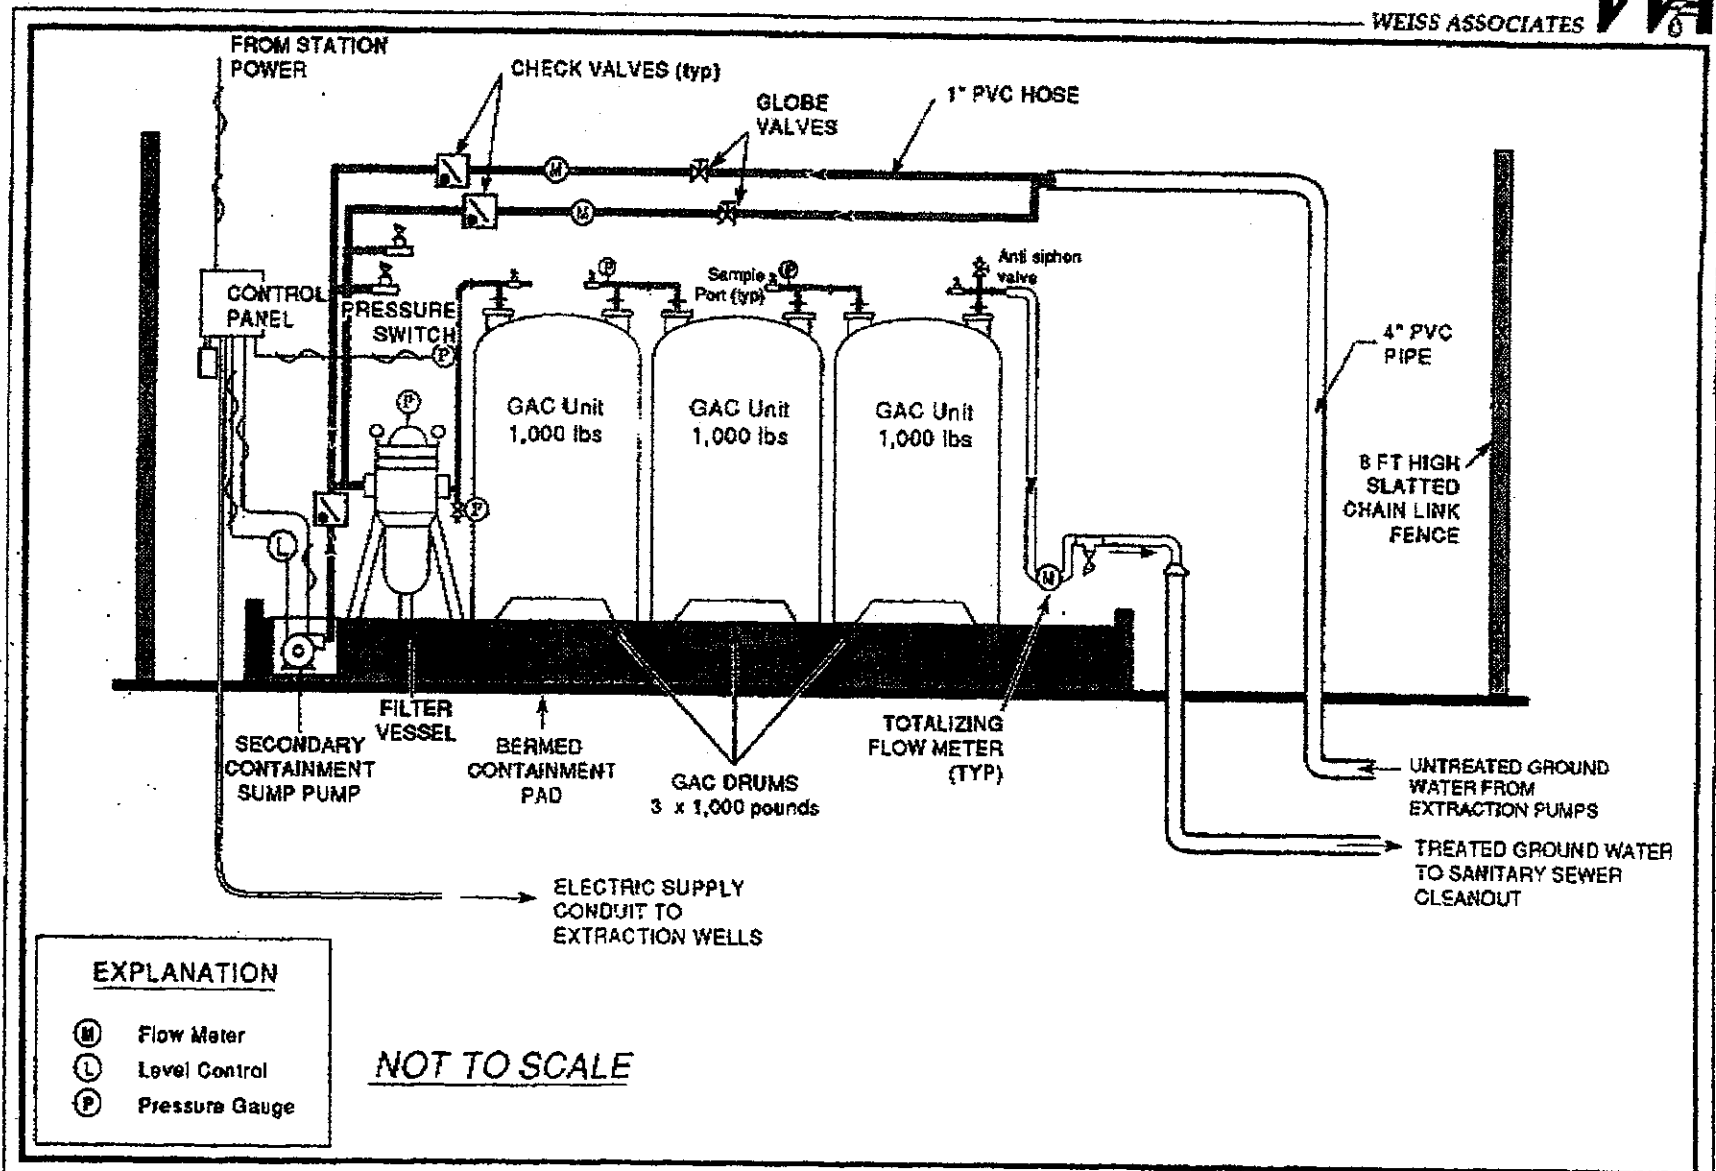 WEISS ASSOCIATES
FROM STATION
POWER
CHECK VALVES (typ)
GLOBE
VALVES
1" PVC HOSE
M
M
CONTROL
PANEL
PRESSURE
SWITCH
P
P
P
P
Sample
Port (typ)
P
Anti siphon
valve
4" PVC
PIPE
GAC Unit
1,000 lbs
GAC Unit
1,000 lbs
GAC Unit
1,000 lbs
8 FT HIGH
SLATTED
CHAIN LINK
FENCE
L
M
FILTER
VESSEL
SECONDARY
CONTAINMENT
SUMP PUMP
BERMED
CONTAINMENT
PAD
GAC DRUMS
3 x 1,000 pounds
TOTALIZING
FLOW METER
(TYP)
UNTREATED GROUND
WATER FROM
EXTRACTION PUMPS
TREATED GROUND WATER
TO SANITARY SEWER
CLEANOUT
ELECTRIC SUPPLY
CONDUIT TO
EXTRACTION WELLS
EXPLANATION
M Flow Meter
L Level Control
P Pressure Gauge
NOT TO SCALE